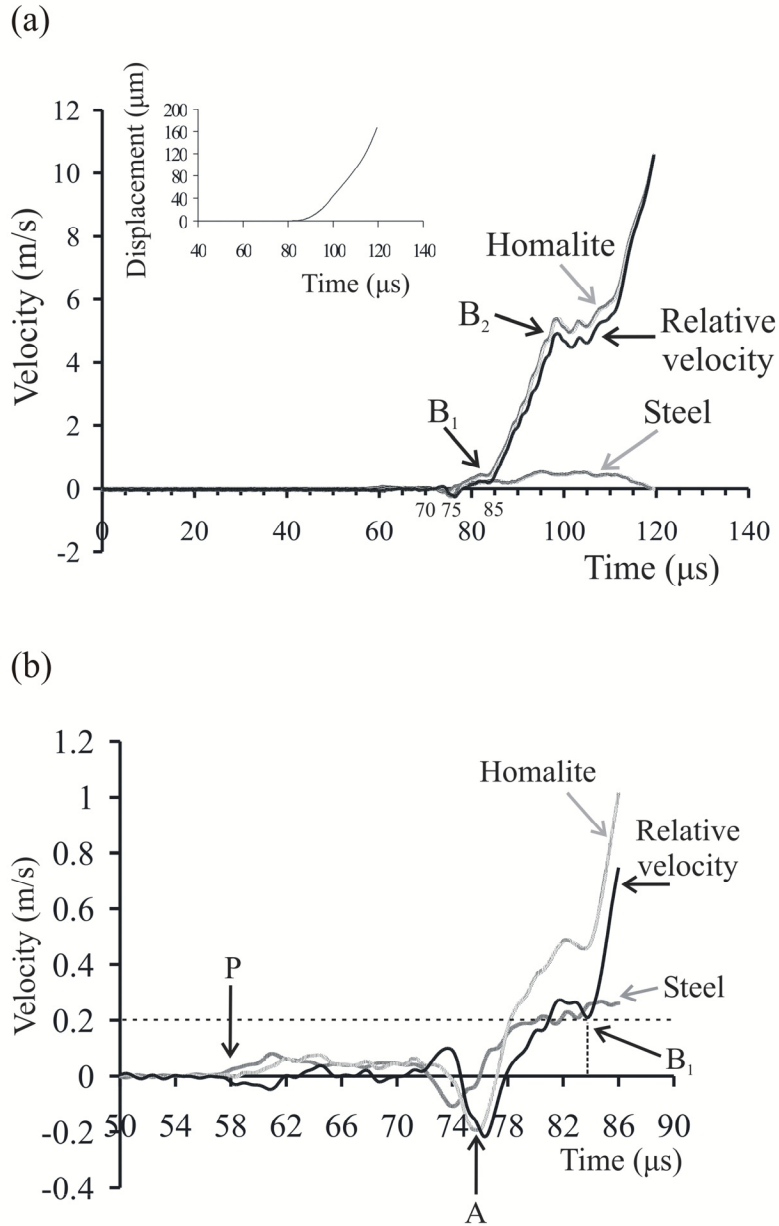 (a)
Velocity (m/s)
12
10
8
6
4
2
0
-2
0 20 40 60 80 100 120 140
70 75 85
Time (μs)
Displacement (μm)
200
160
120
80
40
0
40 60 80 100 120 140
Time (μs)
Homalite
B2
Relative
velocity
B1
Steel
(b)
Velocity (m/s)
1.2
1
0.8
0.6
0.4
0.2
0
-0.2
-0.4
50 54 58 62 66 70 74 78 82 86 90
Time (μs)
Homalite
Relative
velocity
P
Steel
B1
A